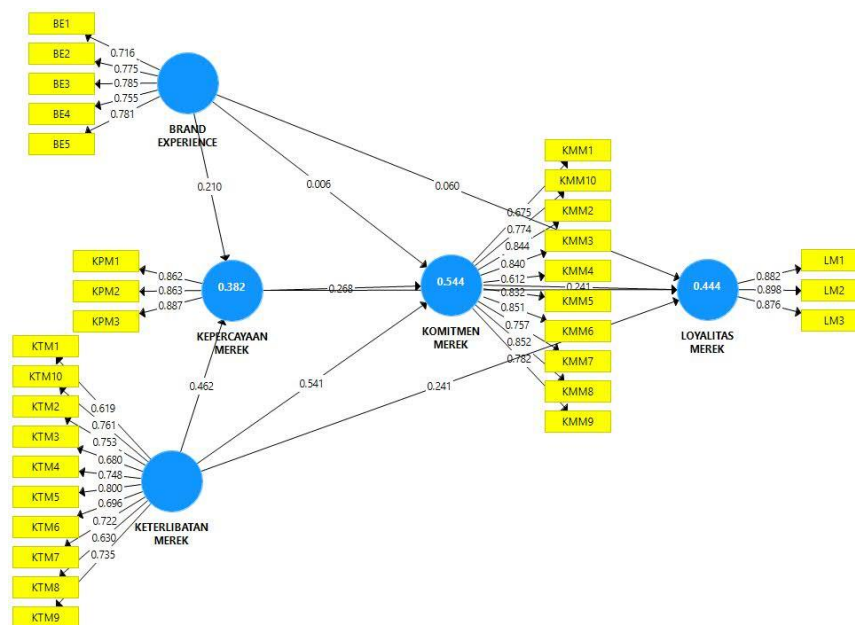 BE1
BE2
BE3
BE4
BE5
0.716
0.775
0.785
0.755
0.781
BRAND
EXPERIENCE
0.210
0.006
0.060
KPM1
KPM2
KPM3
0.862
0.863
0.887
0.382
KEPERCAYAAN
MEREK
0.268
KTM1
KTM10
KTM2
KTM3
KTM4
KTM5
KTM6
KTM7
KTM8
KTM9
0.619
0.761
0.753
0.680
0.748
0.800
0.696
0.722
0.630
0.735
KETERLIBATAN
MEREK
0.462
0.541
0.241
0.544
KOMITMEN
MEREK
0.675
0.774
0.844
0.840
0.612
0.832
0.851
0.757
0.852
0.782
KMM1
KMM10
KMM2
KMM3
KMM4
KMM5
KMM6
KMM7
KMM8
KMM9
0.241
0.444
LOYALITAS
MEREK
0.882
0.898
0.876
LM1
LM2
LM3